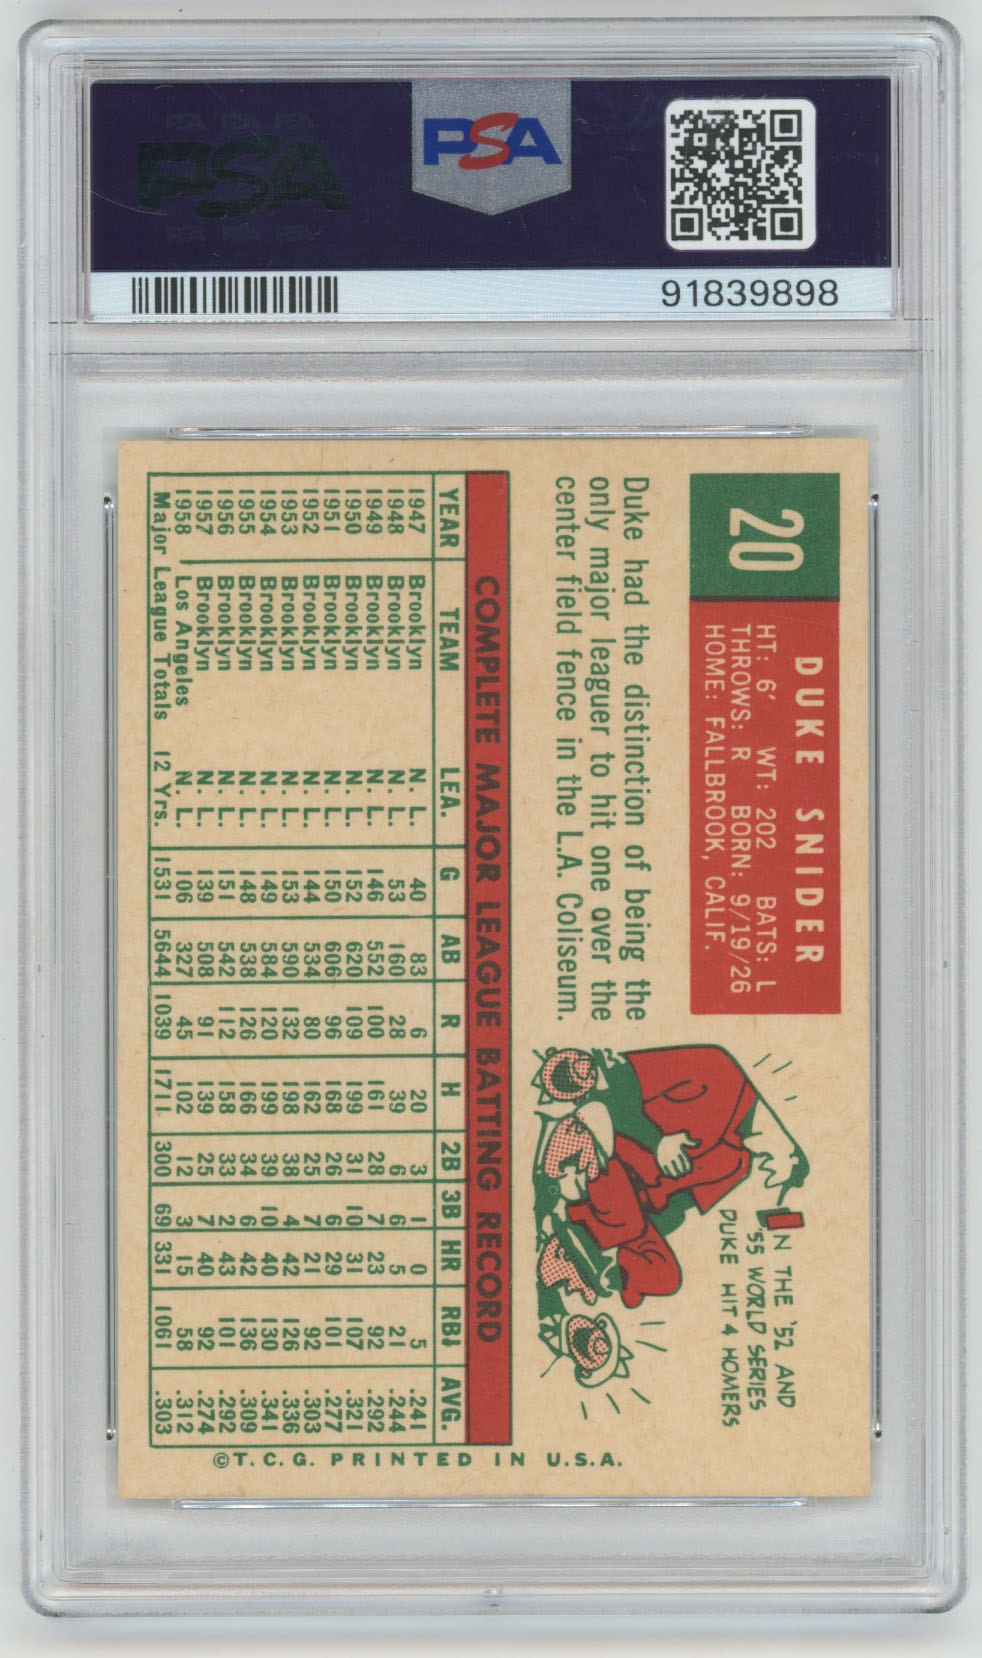 PSA PSA PSA
PSA
PSA PSA PSA
PSA
91839898
20
DUKE SNIDER
HT: 6' WT: 202 BATS: L
THROWS: R BORN: 9/19/26
HOME: FALLBROOK, CALIF.
Duke had the distinction of being the
only major leaguer to hit one over the
center field fence in the L.A. Coliseum.
IN THE '52 AND
'55 WORLD SERIES
DUKE HIT 4 HOMERS
COMPLETE MAJOR LEAGUE BATTING RECORD
YEAR TEAM LEA. G AB R H 2B 3B HR RBI AVG.
1947 Brooklyn N. L. 40 83 6 20 3 1 0 5 .241
1948 Brooklyn N. L. 53 160 28 39 6 6 5 21 .244
1949 Brooklyn N. L. 146 552 100 161 28 7 23 92 .292
1950 Brooklyn N. L. 152 620 109 199 31 10 31 107 .321
1951 Brooklyn N. L. 150 606 96 168 26 6 29 101 .277
1952 Brooklyn N. L. 144 534 80 162 25 7 21 92 .303
1953 Brooklyn N. L. 153 590 132 198 38 4 42 126 .336
1954 Brooklyn N. L. 149 584 120 199 39 10 40 130 .341
1955 Brooklyn N. L. 148 538 126 166 34 6 42 136 .309
1956 Brooklyn N. L. 151 542 112 158 33 2 43 101 .292
1957 Brooklyn N. L. 139 508 91 139 25 7 40 92 .274
1958 Los Angeles N. L. 106 327 45 102 12 3 15 58 .312
Major League Totals 12 Yrs. 1531 5644 1039 1711 300 69 331 1061 .303
©T.C.G. PRINTED IN U.S.A.